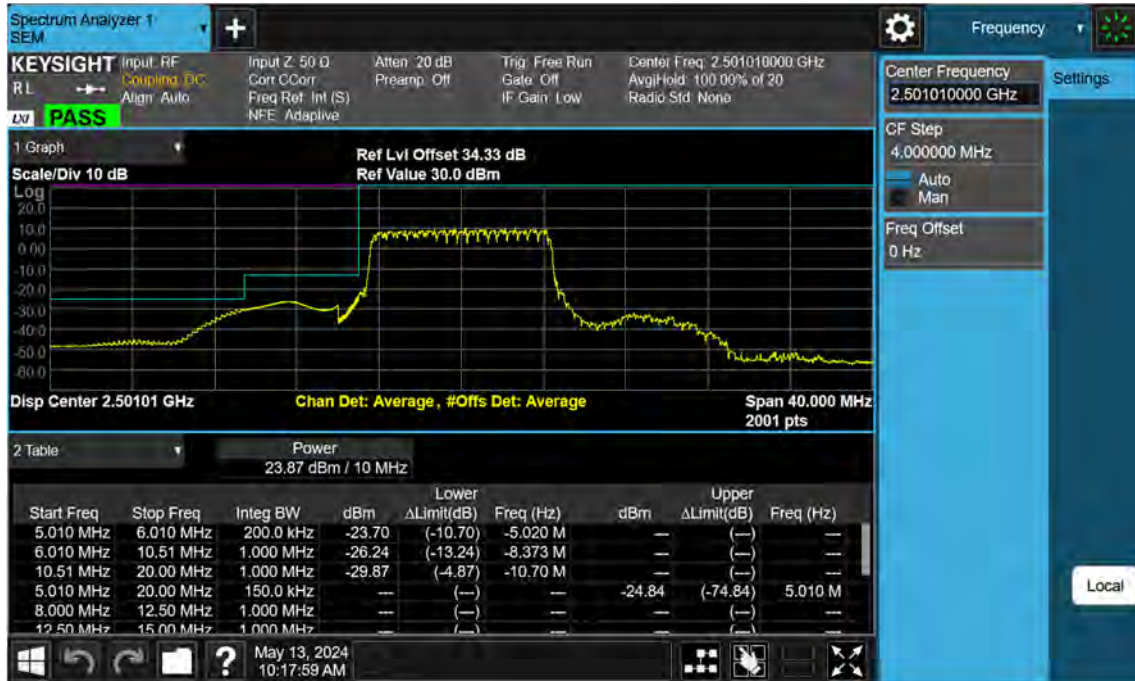 Spectrum Analyzer 1
SEM
+
Frequency
KEYSIGHT
RL
LXI
PASS
Input: RF
Coupling: DC
Align: Auto
Input Z: 50 Ω
Corr CCorr
Freq Ref: Int (S)
NFE: Adaptive
Atten: 20 dB
Preamp: Off
Trig: Free Run
Gate: Off
IF Gain: Low
Center Freq: 2.501010000 GHz
Avg|Hold: 100.00% of 20
Radio Std: None
Center Frequency
2.501010000 GHz
Settings
CF Step
4.000000 MHz
Auto
Man
Freq Offset
0 Hz
Local
1 Graph
Scale/Div 10 dB
Ref Lvl Offset 34.33 dB
Ref Value 30.0 dBm
Log
20.0
10.0
0.00
-10.0
-20.0
-30.0
-40.0
-50.0
-60.0
Disp Center 2.50101 GHz
Chan Det: Average, #Offs Det: Average
Span 40.000 MHz
2001 pts
2 Table
Power
23.87 dBm / 10 MHz
Lower Upper
Start Freq Stop Freq Integ BW dBm ΔLimit(dB) Freq (Hz) dBm ΔLimit(dB) Freq (Hz)
5.010 MHz 6.010 MHz 200.0 kHz -23.70 (-10.70) -5.020 M --- (---) ---
6.010 MHz 10.51 MHz 1.000 MHz -26.24 (-13.24) -8.373 M --- (---) ---
10.51 MHz 20.00 MHz 1.000 MHz -29.87 (-4.87) -10.70 M --- (---) ---
5.010 MHz 20.00 MHz 150.0 kHz --- (---) --- -24.84 (-74.84) 5.010 M
8.000 MHz 12.50 MHz 1.000 MHz --- (---) --- --- (---) ---
12.50 MHz 15.00 MHz 1.000 MHz --- (---) --- --- (---) ---
?
May 13, 2024
10:17:59 AM